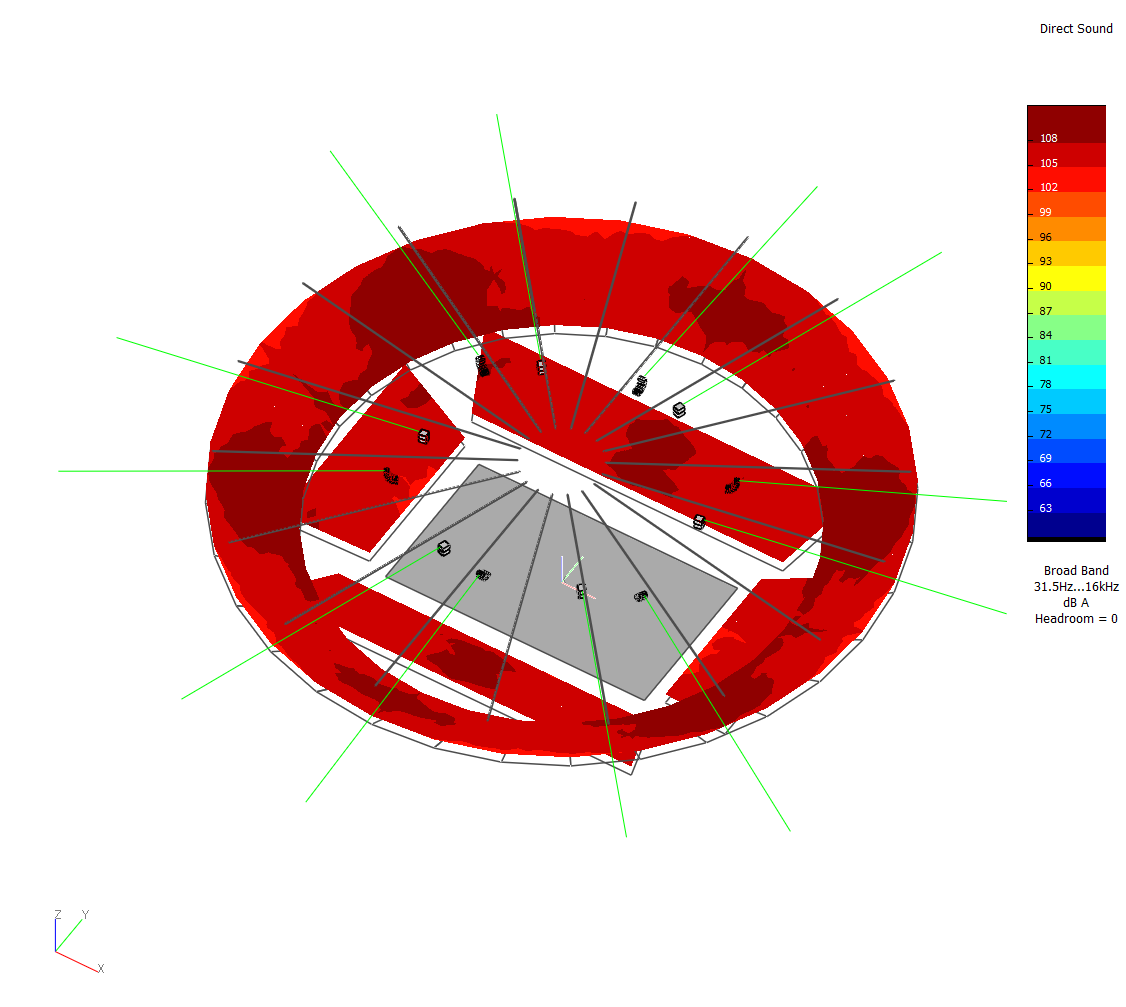 Direct Sound
108
105
102
99
96
93
90
87
84
81
78
75
72
69
66
63
Broad Band
31.5Hz...16kHz
dB A
Headroom = 0
Z
Y
X